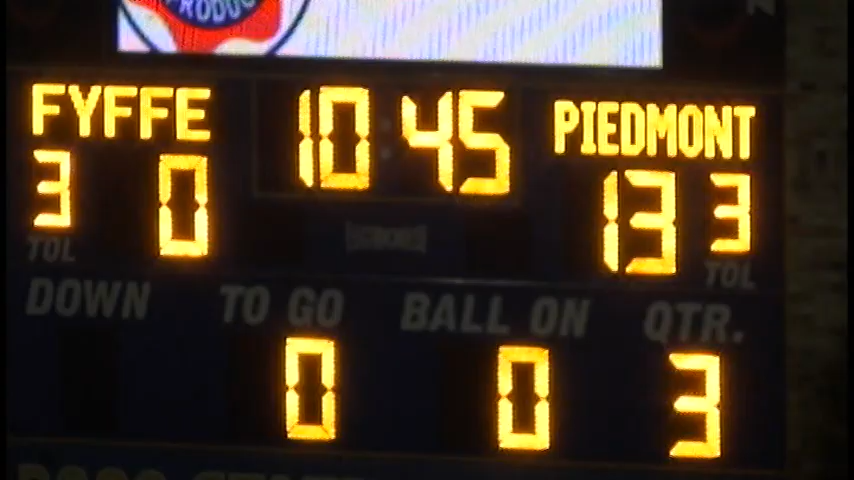 PRODUC
FYFFE 10:45 PIEDMONT
3 0 13 3
TOL TOL
DOWN TO GO BALL ON QTR.
0 0 3